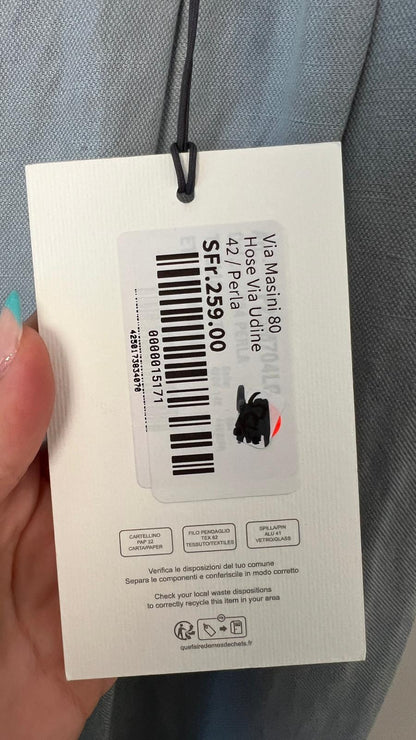 Via Masini 80
Hose Via Udine
42 / Perla
SFr.259.00
0000015171
4250173034070
CARTELLINO
PAP 22
CARTA/PAPER
FILO PENDAGLIO
TEX 62
TESSUTO/TEXTILES
SPILLA/PIN
ALU 41
VETRO/GLASS
Verifica le disposizioni del tuo comune
Separa le componenti e conferiscile in modo corretto
Check your local waste dispositions
to correctly recycle this rigment in your area
quefairedemesdechets.fr